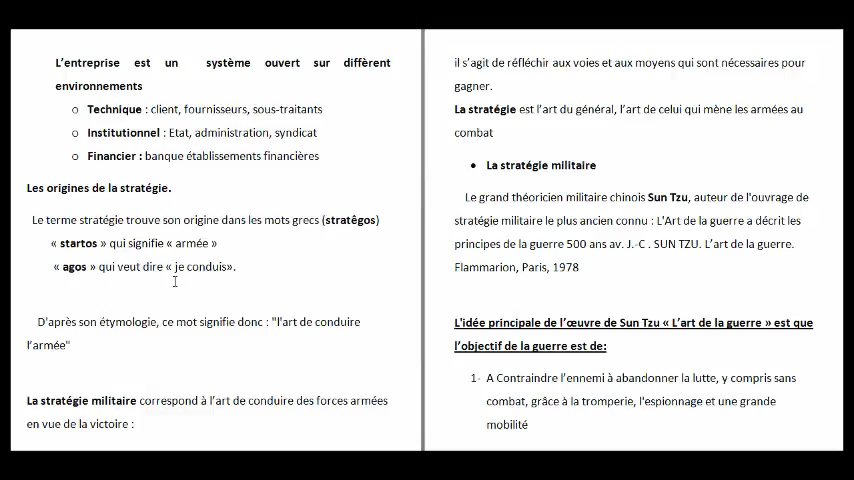 L'entreprise est un système ouvert sur diffèrent
environnements
o Technique : client, fournisseurs, sous-traitants
o Institutionnel : Etat, administration, syndicat
o Financier : banque établissements financières
Les origines de la stratégie.
Le terme stratégie trouve son origine dans les mots grecs (stratêgos)
« startos » qui signifie « armée »
« agos » qui veut dire « je conduis».
D'après son étymologie, ce mot signifie donc : "l'art de conduire
l'armée"
La stratégie militaire correspond à l'art de conduire des forces armées
en vue de la victoire :
il s'agit de réfléchir aux voies et aux moyens qui sont nécessaires pour
gagner.
La stratégie est l'art du général, l'art de celui qui mène les armées au
combat
• La stratégie militaire
Le grand théoricien militaire chinois Sun Tzu, auteur de l'ouvrage de
stratégie militaire le plus ancien connu : L'Art de la guerre a décrit les
principes de la guerre 500 ans av. J.-C . SUN TZU. L'art de la guerre.
Flammarion, Paris, 1978
L'idée principale de l'œuvre de Sun Tzu « L'art de la guerre » est que
l'objectif de la guerre est de:
1- A Contraindre l'ennemi à abandonner la lutte, y compris sans
combat, grâce à la tromperie, l'espionnage et une grande
mobilité